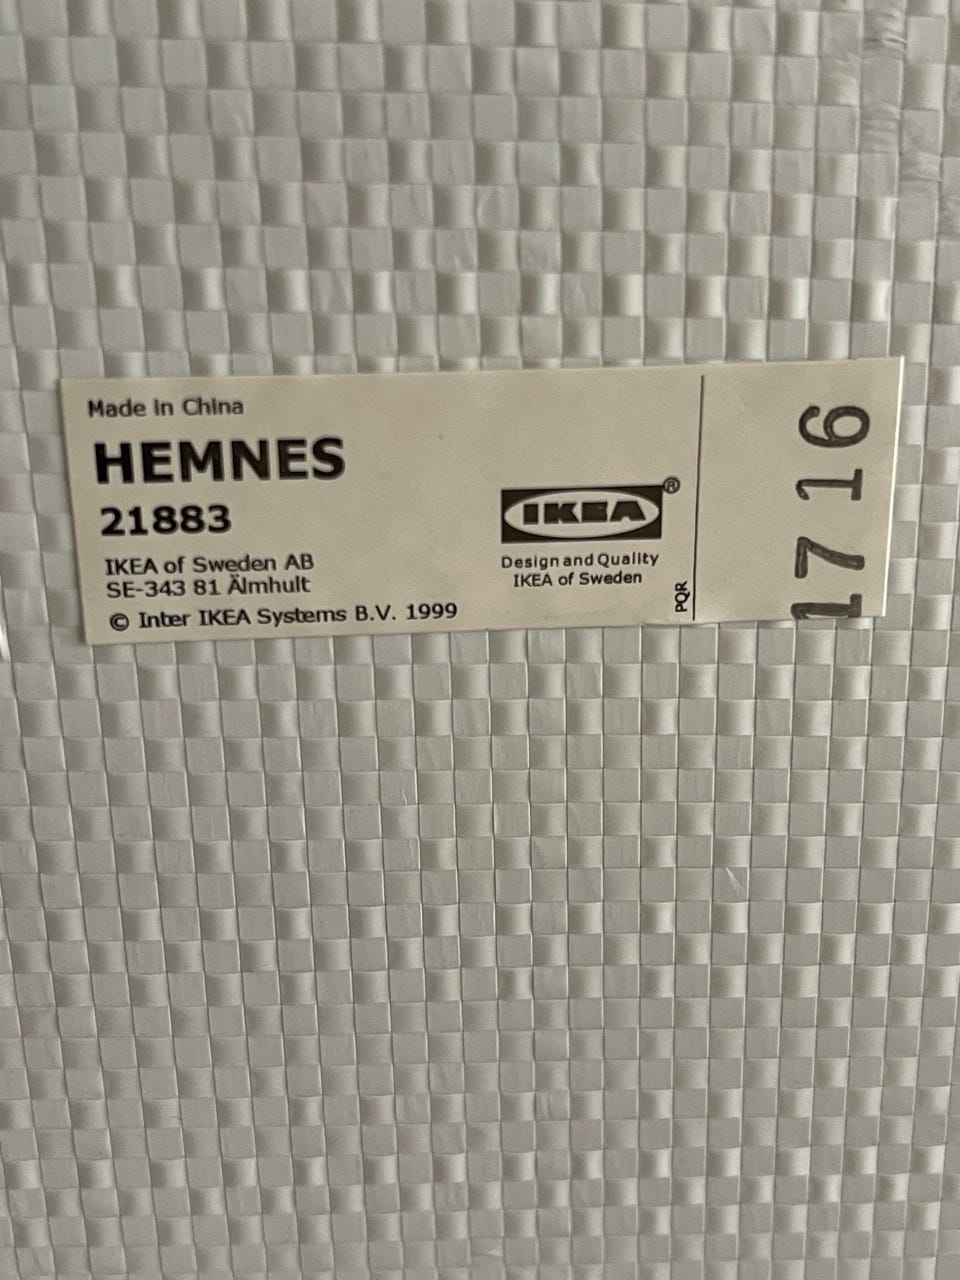 Made in China
HEMNES
21883
IKEA of Sweden AB
SE-343 81 Älmhult
© Inter IKEA Systems B.V. 1999
IKEA®
Design and Quality
IKEA of Sweden
PQR
1716